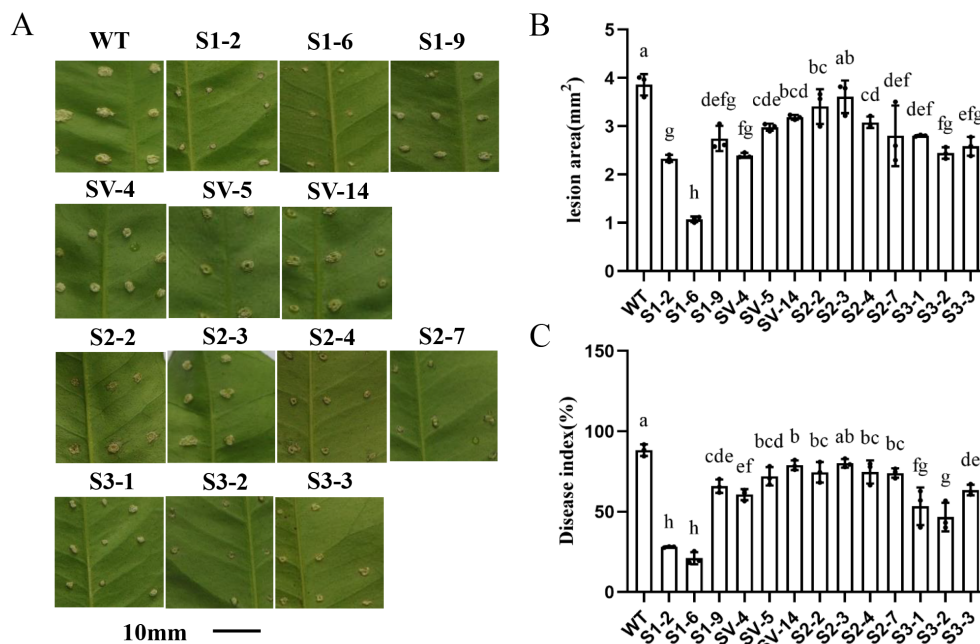 A
WT S1-2 S1-6 S1-9
SV-4 SV-5 SV-14
S2-2 S2-3 S2-4 S2-7
S3-1 S3-2 S3-3
10mm
B
lesion area(mm²)
5
4
3
2
1
0
a g h defg fg cde bcd bc ab cd def def fg efg
WT S1-2 S1-6 S1-9 SV-4 SV-5 SV-14 S2-2 S2-3 S2-4 S2-7 S3-1 S3-2 S3-3
C
Disease index(%)
150
100
50
0
a h h cde ef bcd b bc ab bc bc fg g de
WT S1-2 S1-6 S1-9 SV-4 SV-5 SV-14 S2-2 S2-3 S2-4 S2-7 S3-1 S3-2 S3-3